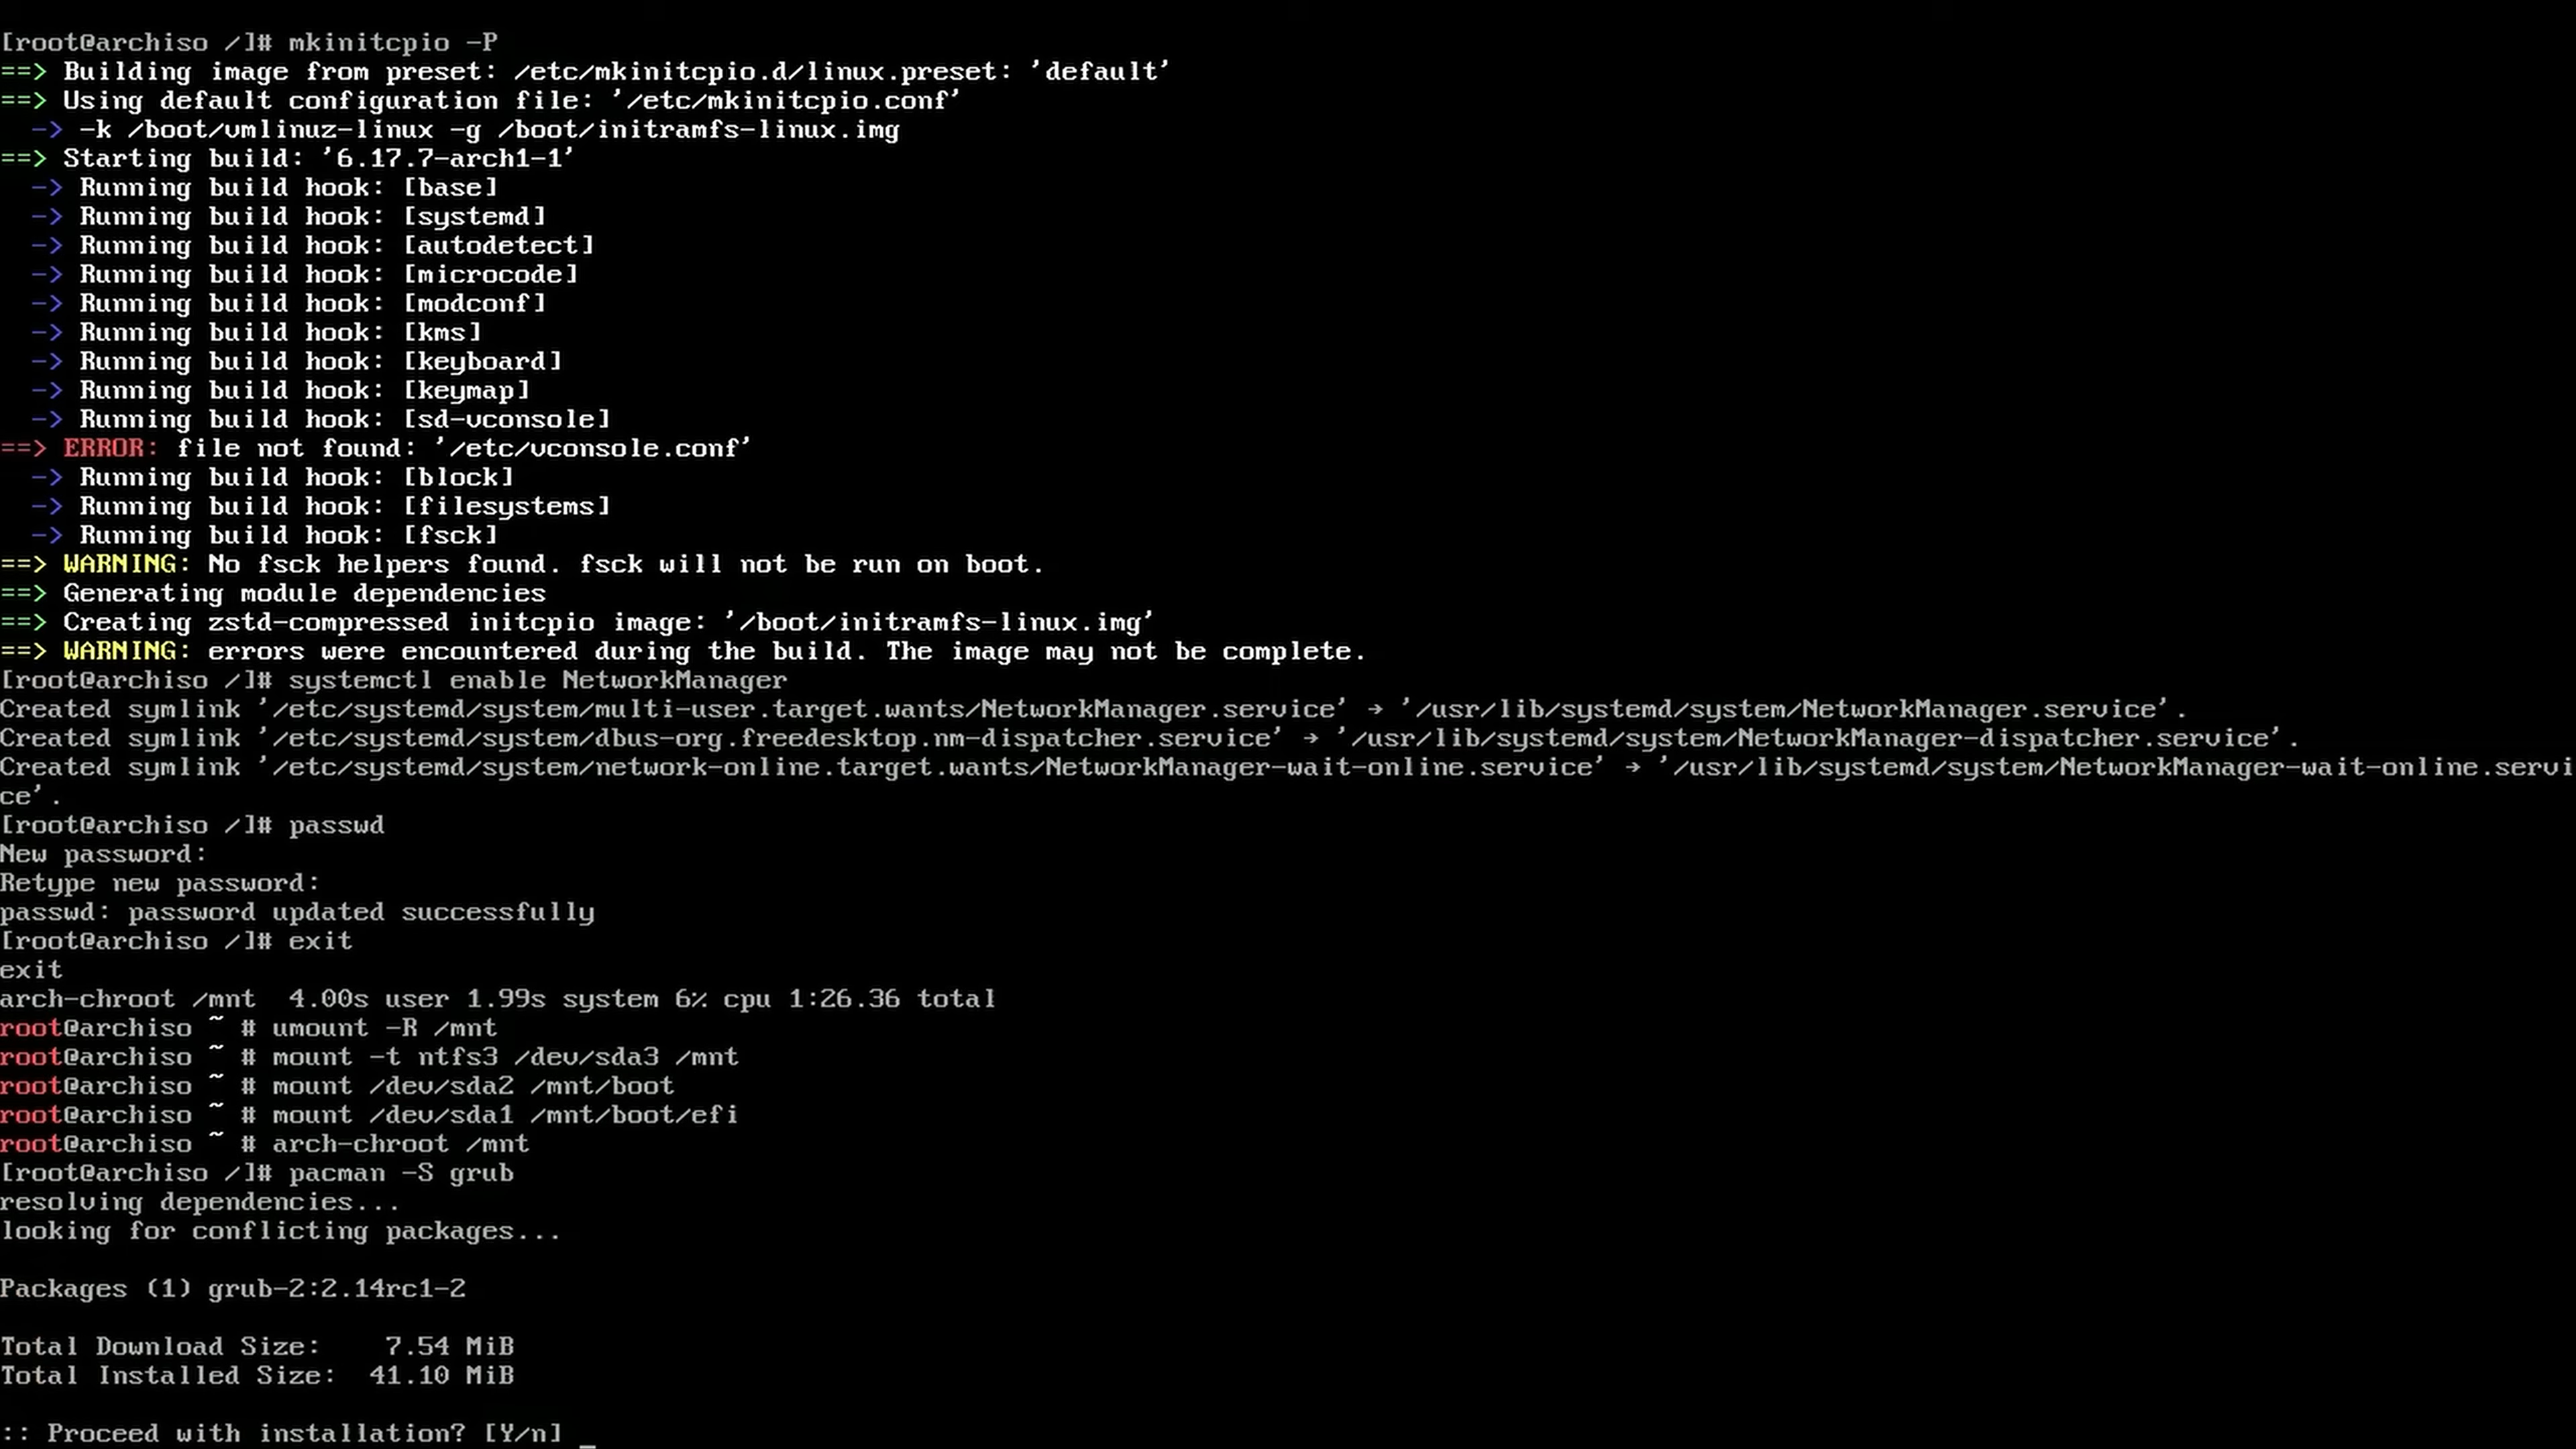 [root@archiso /]# mkinitcpio -P
==> Building image from preset: /etc/mkinitcpio.d/linux.preset: 'default'
==> Using default configuration file: '/etc/mkinitcpio.conf'
  -> -k /boot/vmlinuz-linux -g /boot/initramfs-linux.img
==> Starting build: '6.17.7-arch1-1'
  -> Running build hook: [base]
  -> Running build hook: [systemd]
  -> Running build hook: [autodetect]
  -> Running build hook: [microcode]
  -> Running build hook: [modconf]
  -> Running build hook: [kms]
  -> Running build hook: [keyboard]
  -> Running build hook: [keymap]
  -> Running build hook: [sd-vconsole]
==> ERROR: file not found: '/etc/vconsole.conf'
  -> Running build hook: [block]
  -> Running build hook: [filesystems]
  -> Running build hook: [fsck]
==> WARNING: No fsck helpers found. fsck will not be run on boot.
==> Generating module dependencies
==> Creating zstd-compressed initcpio image: '/boot/initramfs-linux.img'
==> WARNING: errors were encountered during the build. The image may not be complete.
[root@archiso /]# systemctl enable NetworkManager
Created symlink '/etc/systemd/system/multi-user.target.wants/NetworkManager.service' → '/usr/lib/systemd/system/NetworkManager.service'.
Created symlink '/etc/systemd/system/dbus-org.freedesktop.nm-dispatcher.service' → '/usr/lib/systemd/system/NetworkManager-dispatcher.service'.
Created symlink '/etc/systemd/system/network-online.target.wants/NetworkManager-wait-online.service' → '/usr/lib/systemd/system/NetworkManager-wait-online.servi
ce'.
[root@archiso /]# passwd
New password:
Retype new password:
passwd: password updated successfully
[root@archiso /]# exit
exit
arch-chroot /mnt  4.00s user 1.99s system 6% cpu 1:26.36 total
root@archiso ~ # umount -R /mnt
root@archiso ~ # mount -t ntfs3 /dev/sda3 /mnt
root@archiso ~ # mount /dev/sda2 /mnt/boot
root@archiso ~ # mount /dev/sda1 /mnt/boot/efi
root@archiso ~ # arch-chroot /mnt
[root@archiso /]# pacman -S grub
resolving dependencies...
looking for conflicting packages...
Packages (1) grub-2:2.14rc1-2
Total Download Size:    7.54 MiB
Total Installed Size:  41.10 MiB
:: Proceed with installation? [Y/n] _